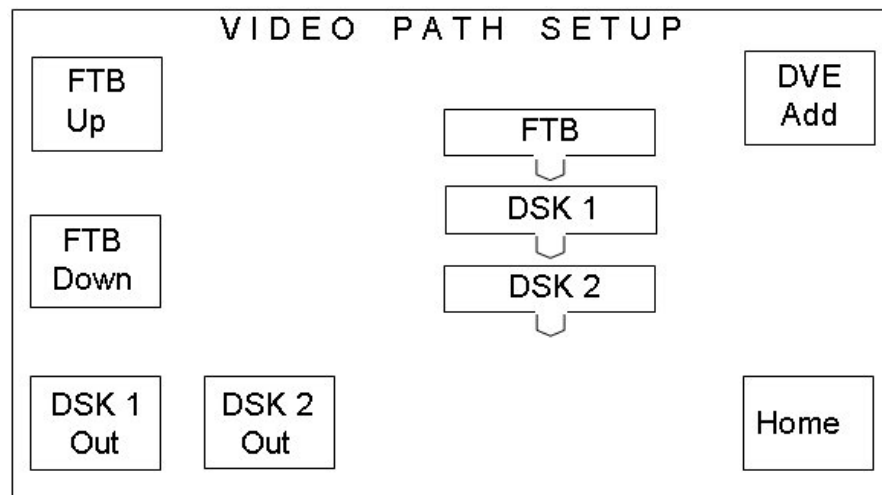 VIDEO PATH SETUP
FTB
Up
DVE
Add
FTB
DSK 1
FTB
Down
DSK 2
DSK 1
Out
DSK 2
Out
Home